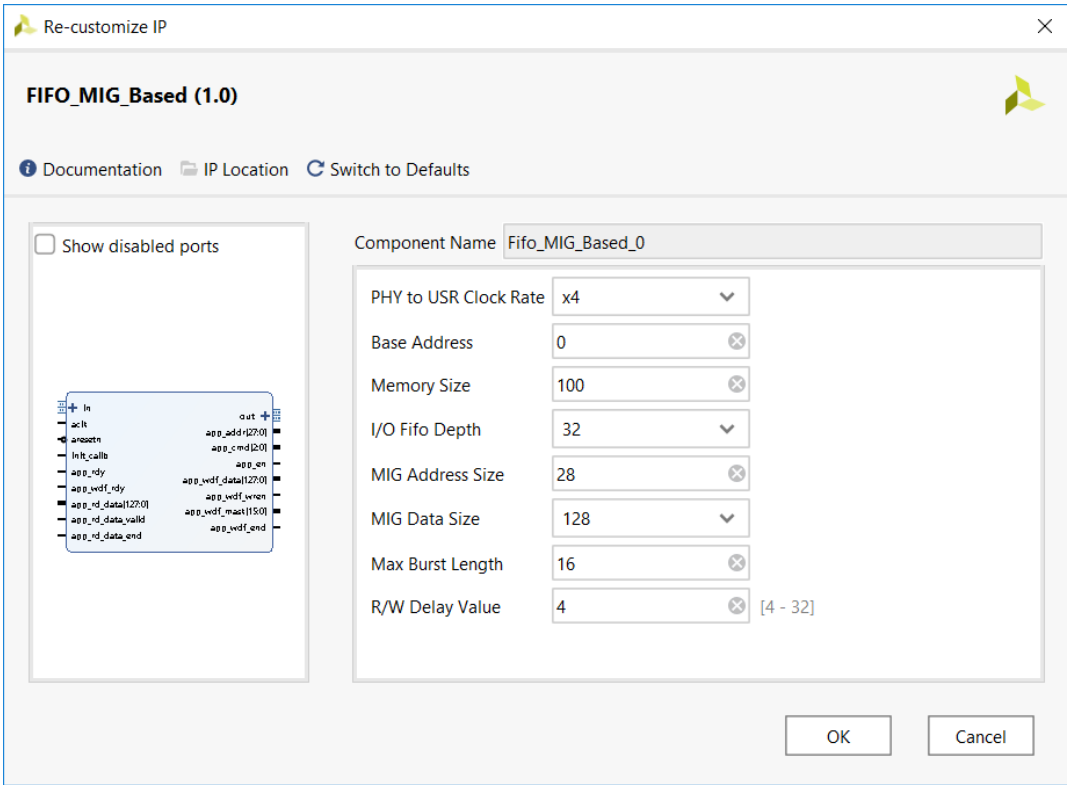 Re-customize IP
FIFO_MIG_Based (1.0)
Documentation IP Location Switch to Defaults
Show disabled ports
In
aclk
aresetn
init_calib
app_rdy
app_wdf_rdy
app_rd_data[127:0]
app_rd_data_valid
app_rd_data_end
out
app_addr[27:0]
app_cmd[2:0]
app_en
app_wdf_data[127:0]
app_wdf_wren
app_wdf_mask[15:0]
app_wdf_end
Component Name Fifo_MIG_Based_0
PHY to USR Clock Rate x4
Base Address 0
Memory Size 100
I/O Fifo Depth 32
MIG Address Size 28
MIG Data Size 128
Max Burst Length 16
R/W Delay Value 4 [4 - 32]
OK Cancel